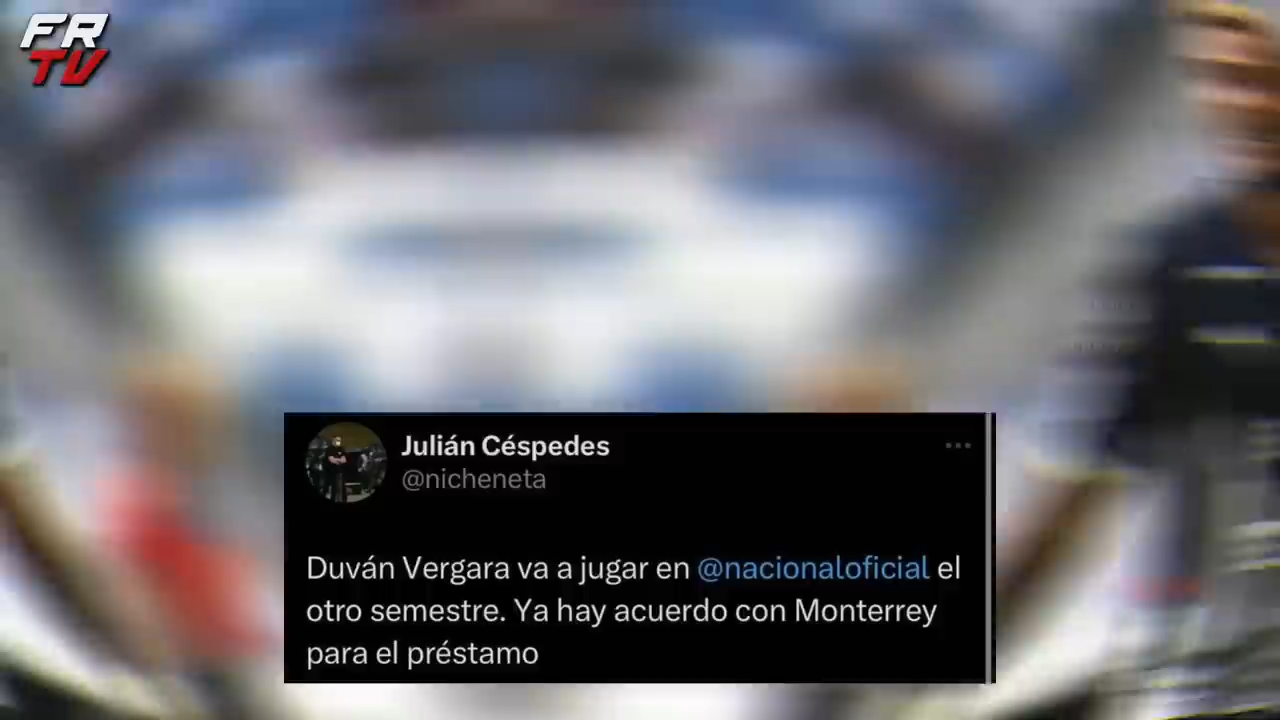 FR
TV
Julián Céspedes
@nicheneta
Duván Vergara va a jugar en @nacionaloficial el
otro semestre. Ya hay acuerdo con Monterrey
para el préstamo